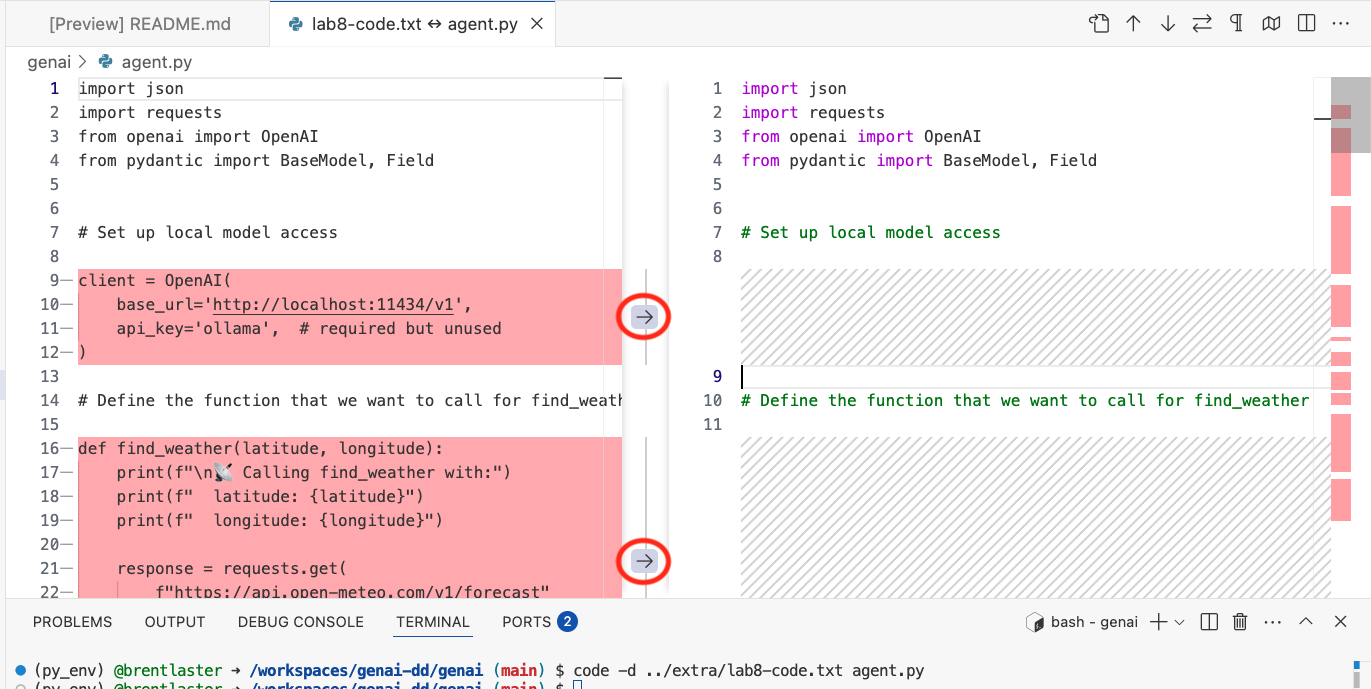 [Preview] README.md
lab8-code.txt ↔ agent.py
genai > agent.py
1 import json
2 import requests
3 from openai import OpenAI
4 from pydantic import BaseModel, Field
5
6
7 # Set up local model access
8
9 client = OpenAI(
10 base_url='http://localhost:11434/v1',
11 api_key='ollama',  # required but unused
12 )
13
14 # Define the function that we want to call for find_weath
15
16 def find_weather(latitude, longitude):
17 print(f"\n📡 Calling find_weather with:")
18 print(f"  latitude: {latitude}")
19 print(f"  longitude: {longitude}")
20
21 response = requests.get(
22 f"https://api.open-meteo.com/v1/forecast"
1 import json
2 import requests
3 from openai import OpenAI
4 from pydantic import BaseModel, Field
5
6
7 # Set up local model access
8
9
10 # Define the function that we want to call for find_weather
11
PROBLEMS OUTPUT DEBUG CONSOLE TERMINAL PORTS 2 bash - genai
(py_env) @brentlaster → /workspaces/genai-dd/genai (main) $ code -d ../extra/lab8-code.txt agent.py
(py_env) @brentlaster → /workspaces/genai-dd/genai (main) $